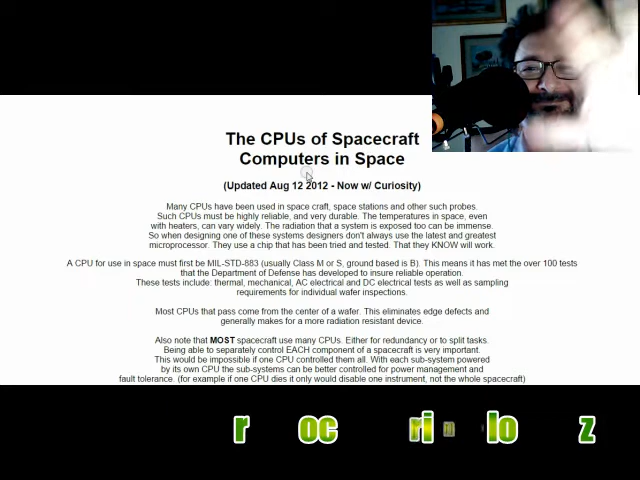 The CPUs of Spacecraft
Computers in Space
(Updated Aug 12 2012 - Now w/ Curiosity)
Many CPUs have been used in space craft, space stations and other such probes.
Such CPUs must be highly reliable, and very durable. The temperatures in space, even
with heaters, can vary widely. The radiation that a system is exposed too can be immense.
So when designing one of these systems designers don't always use the latest and greatest
microprocessor. They use a chip that has been tried and tested. That they KNOW will work.
A CPU for use in space must first be MIL-STD-883 (usually Class M or S, ground based is B). This means it has met the over 100 tests
that the Department of Defense has developed to insure reliable operation.
These tests include: thermal, mechanical, AC electrical and DC electrical tests as well as sampling
requirements for individual wafer inspections.
Most CPUs that pass come from the center of a wafer. This eliminates edge defects and
generally makes for a more radiation resistant device.
Also note that MOST spacecraft use many CPUs. Either for redundancy or to split tasks.
Being able to separately control EACH component of a spacecraft is very important.
This would be impossible if one CPU controlled them all. With each sub-system powered
by its own CPU the sub-systems can be better controlled for power management and
fault tolerance. (for example if one CPU dies it only would disable one instrument, not the whole spacecraft)
r oc ri lo z